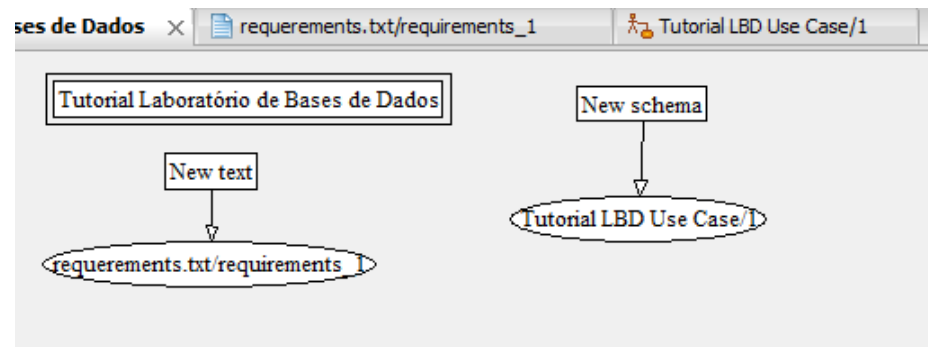 ses de Dados
requerements.txt/requirements_1
Tutorial LBD Use Case/1
Tutorial Laboratório de Bases de Dados
New schema
New text
Tutorial LBD Use Case/1
requerements.txt/requirements_1